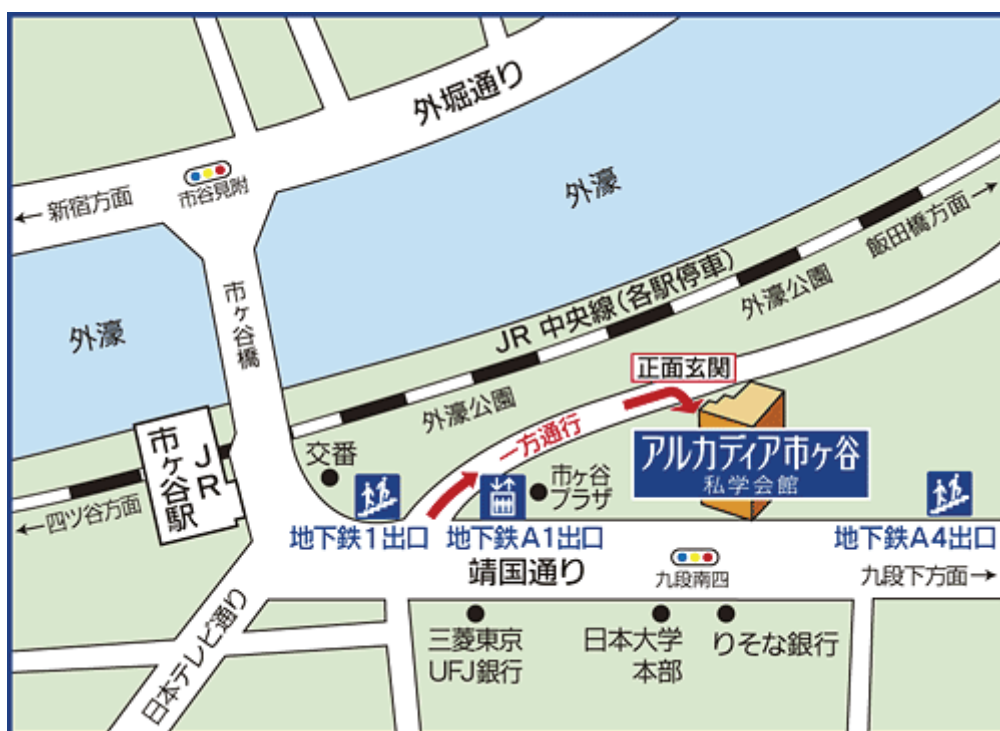 外堀通り
市谷見附
← 新宿方面
外濠
飯田橋方面 →
市ヶ谷橋
外濠
JR 中央線(各駅停車)
外濠公園
正面玄関
外濠公園
一方通行
JR
市ヶ谷駅
交番
市ヶ谷
プラザ
アルカディア市ヶ谷
私学会館
← 四ツ谷方面
地下鉄1出口
地下鉄A1出口
地下鉄A4出口
靖国通り
九段南四
九段下方面 →
日本テレビ通り
三菱東京
UFJ銀行
日本大学
本部
りそな銀行